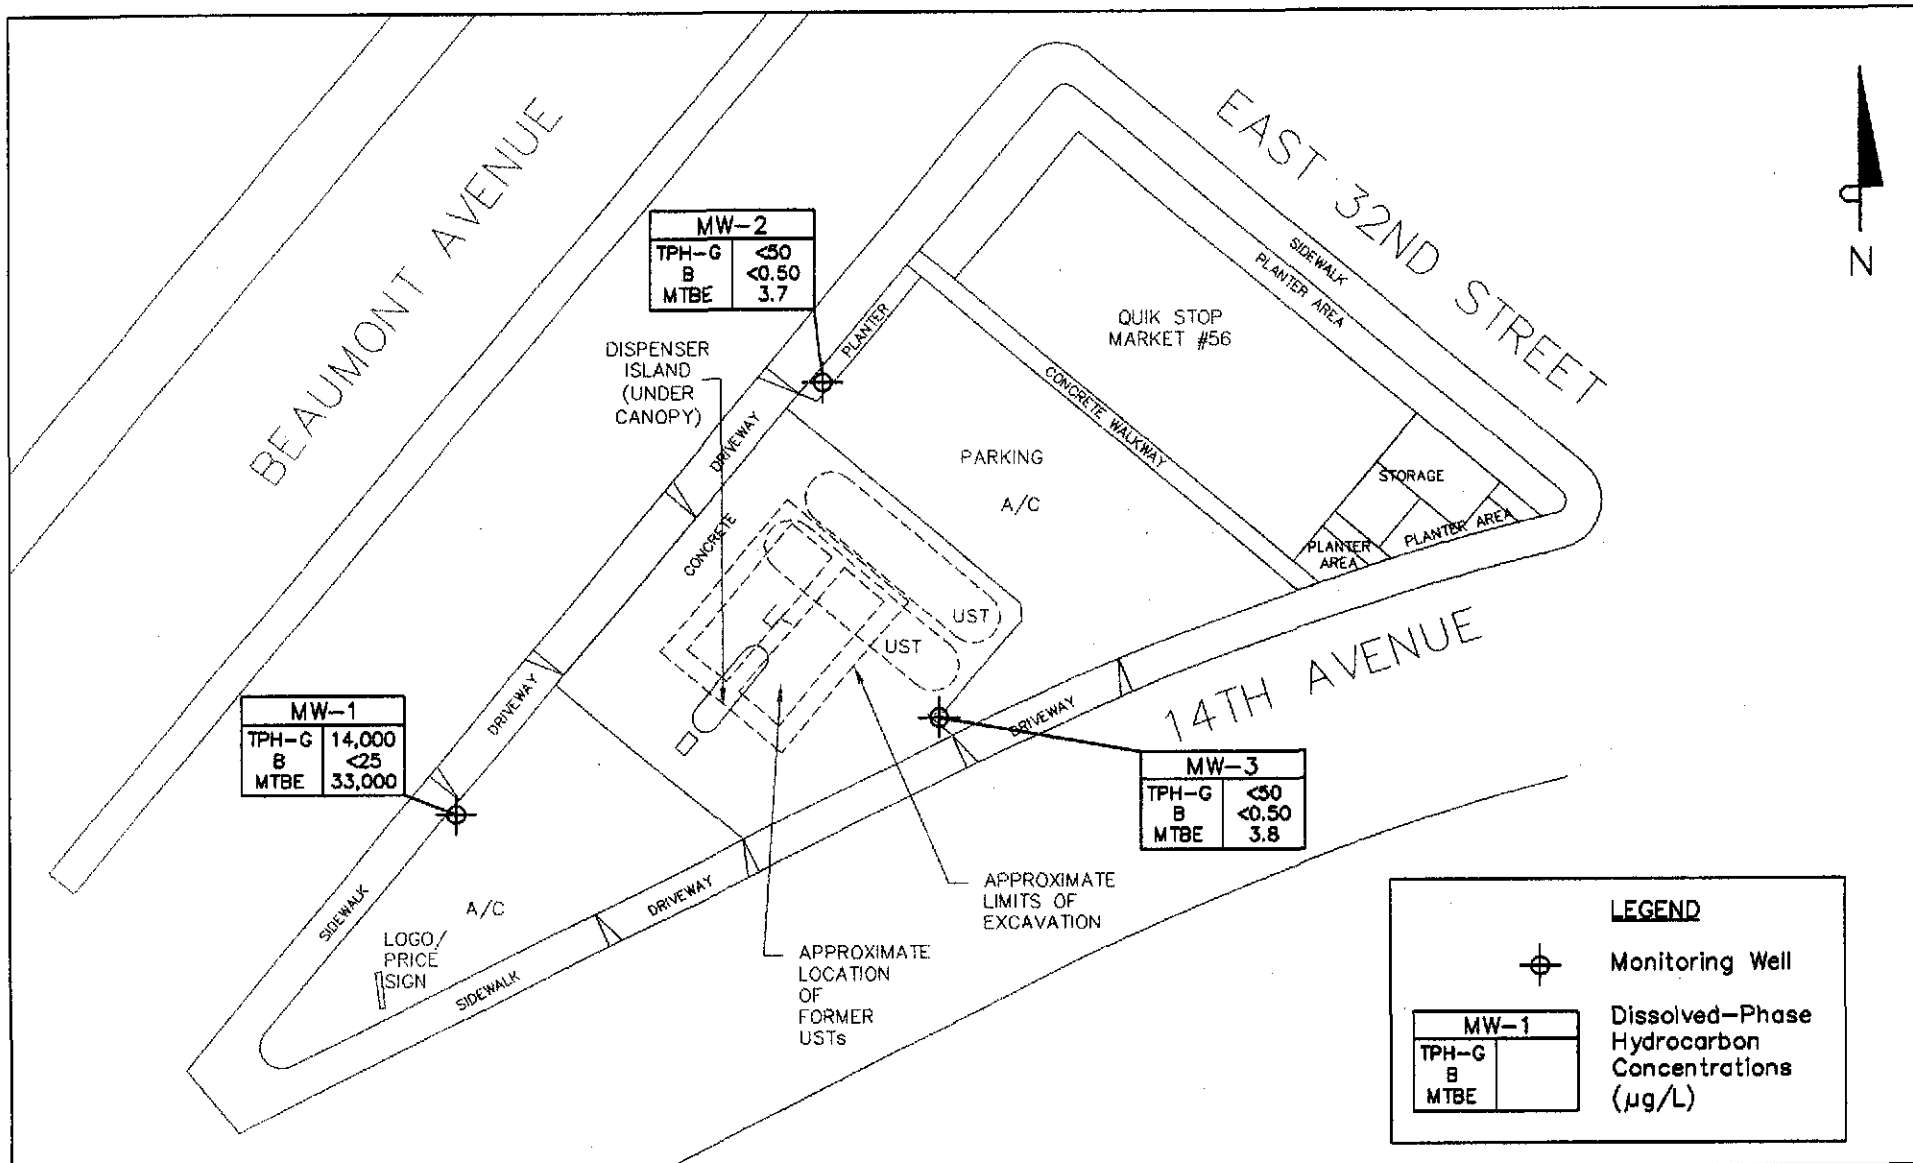 BEAUMONT AVENUE
EAST 32ND STREET
14TH AVENUE
N
MW-2
TPH-G <50
B <0.50
MTBE 3.7
DISPENSER
ISLAND
(UNDER
CANOPY)
PLANTER
DRIVEWAY
CONCRETE
DRIVEWAY
SIDEWALK
SIDEWALK
PLANTER AREA
QUIK STOP
MARKET #56
CONCRETE WALKWAY
PARKING
A/C
STORAGE
PLANTER AREA
PLANTER
AREA
UST
UST
MW-1
TPH-G 14,000
B <25
MTBE 33,000
DRIVEWAY
MW-3
TPH-G <50
B <0.50
MTBE 3.8
APPROXIMATE
LIMITS OF
EXCAVATION
DRIVEWAY
APPROXIMATE
LOCATION
OF
FORMER
USTs
A/C
LOGO/
PRICE
SIGN
SIDEWALK
LEGEND
Monitoring Well
MW-1
TPH-G
B
MTBE
Dissolved-Phase
Hydrocarbon
Concentrations
(µg/L)